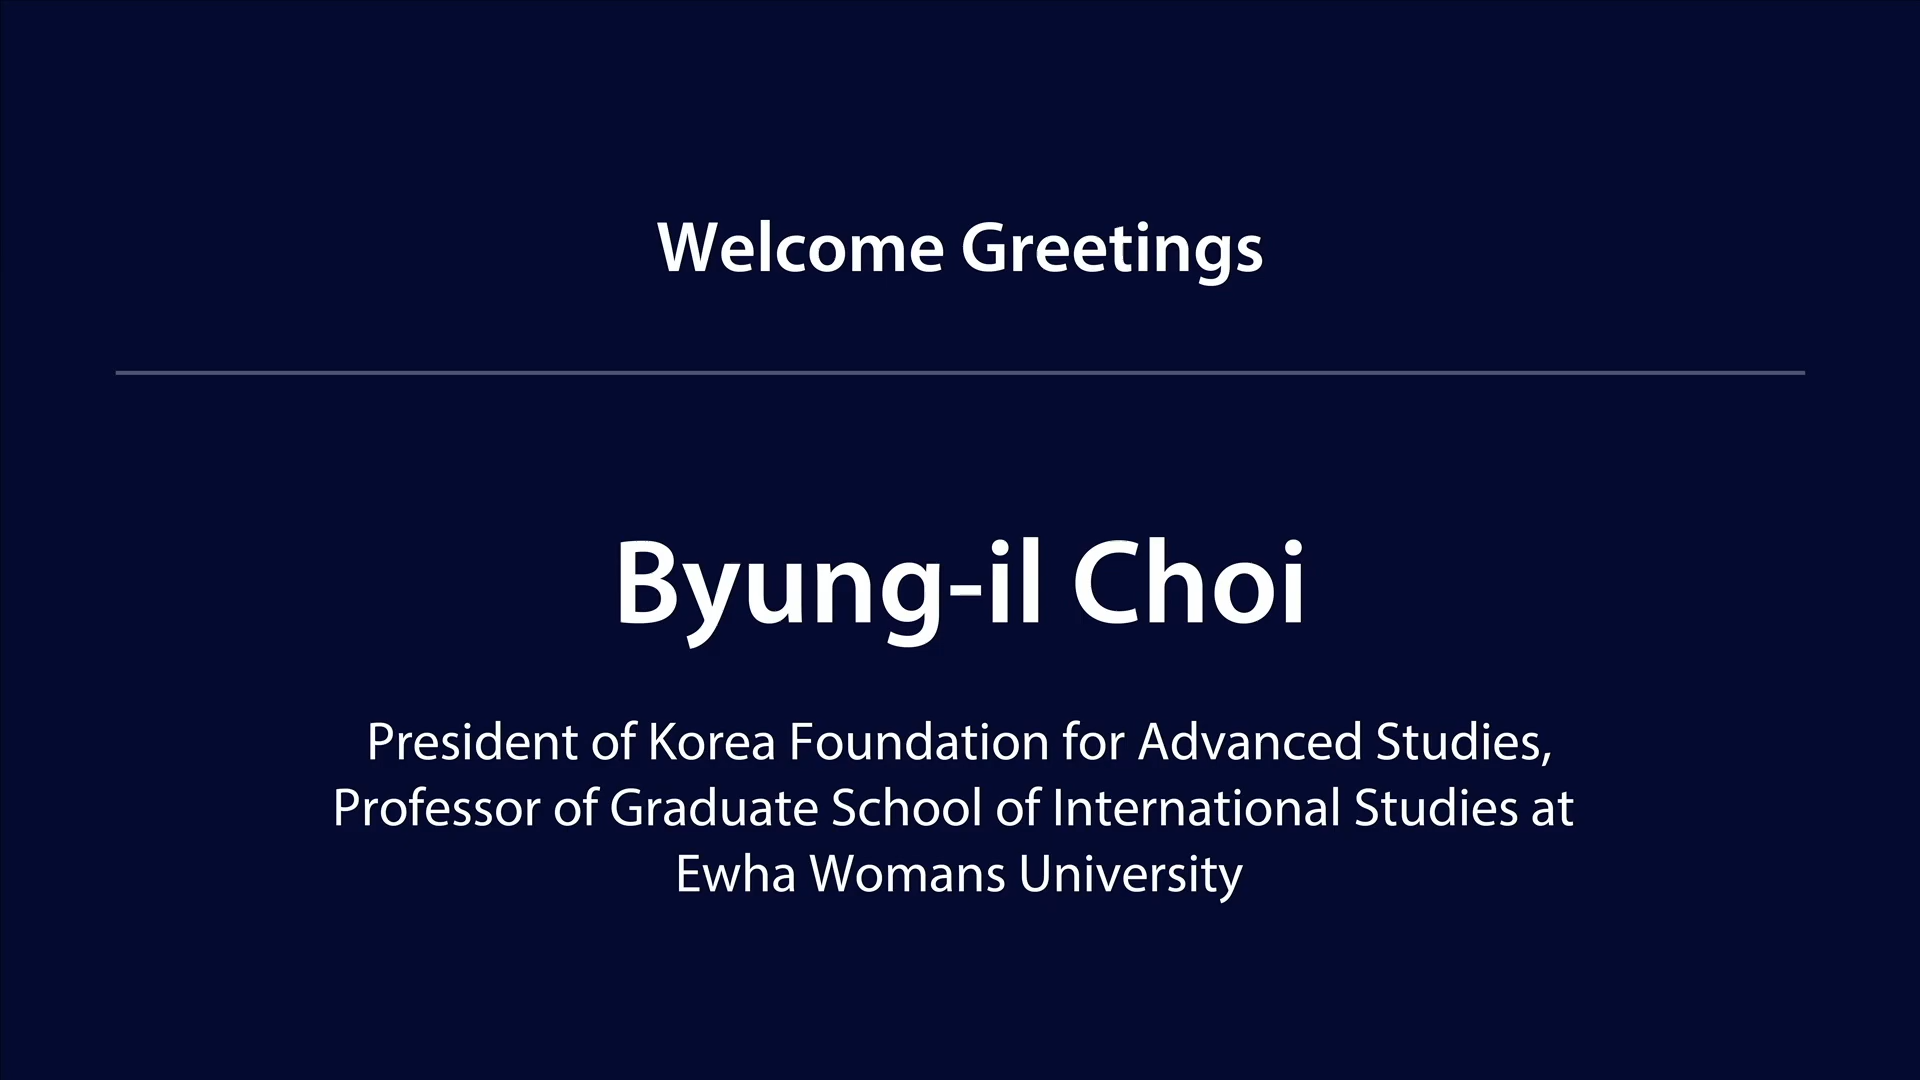 Welcome Greetings
Byung-il Choi
President of Korea Foundation for Advanced Studies,
Professor of Graduate School of International Studies at
Ewha Womans University